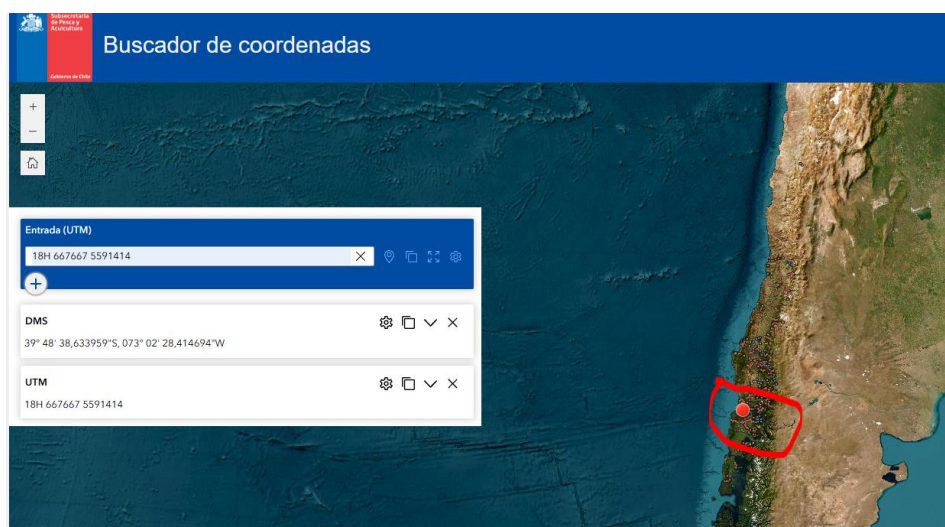 Subsecretaría
de Pesca y
Acuicultura
Gobierno de Chile
Buscador de coordenadas
+
−
Entrada (UTM)
18H 667667 5591414
+
DMS
39° 48' 38,633959"S, 073° 02' 28,414694"W
UTM
18H 667667 5591414